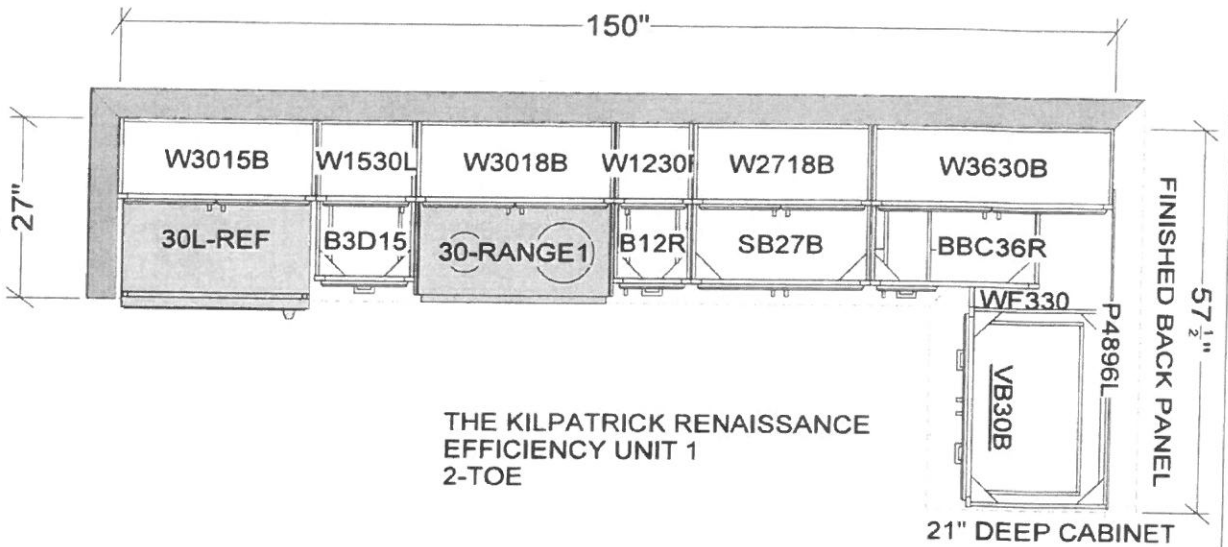 150"
27"
W3015B
W1530L
W3018B
W1230
W2718B
W3630B
30L-REF
B3D15
30-RANGE1
B12R
SB27B
BBC36R
WF330
P4896L
VB30B
FINISHED BACK PANEL
57 1/2"
THE KILPATRICK RENAISSANCE
EFFICIENCY UNIT 1
2-TOE
21" DEEP CABINET